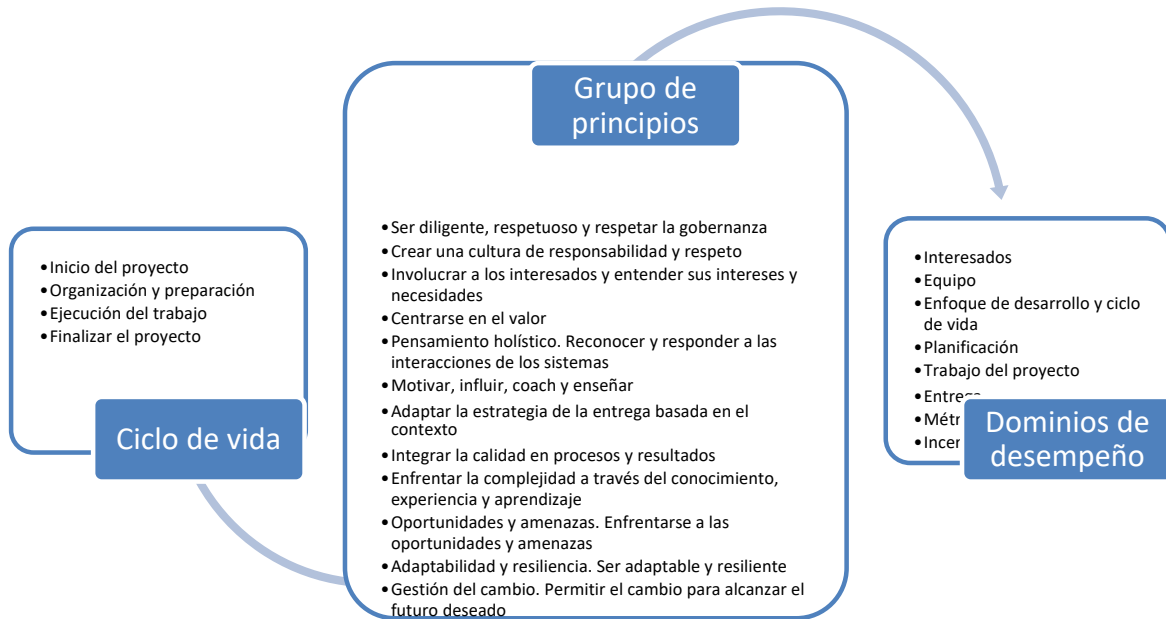 • Inicio del proyecto
• Organización y preparación
• Ejecución del trabajo
• Finalizar el proyecto
Ciclo de vida
Grupo de
principios
• Ser diligente, respetuoso y respetar la gobernanza
• Crear una cultura de responsabilidad y respeto
• Involucrar a los interesados y entender sus intereses y
necesidades
• Centrarse en el valor
• Pensamiento holístico. Reconocer y responder a las
interacciones de los sistemas
• Motivar, influir, coach y enseñar
• Adaptar la estrategia de la entrega basada en el
contexto
• Integrar la calidad en procesos y resultados
• Enfrentar la complejidad a través del conocimiento,
experiencia y aprendizaje
• Oportunidades y amenazas. Enfrentarse a las
oportunidades y amenazas
• Adaptabilidad y resiliencia. Ser adaptable y resiliente
• Gestión del cambio. Permitir el cambio para alcanzar el
futuro deseado
• Interesados
• Equipo
• Enfoque de desarrollo y ciclo
de vida
• Planificación
• Trabajo del proyecto
• Entrega
Dominios de
desempeño